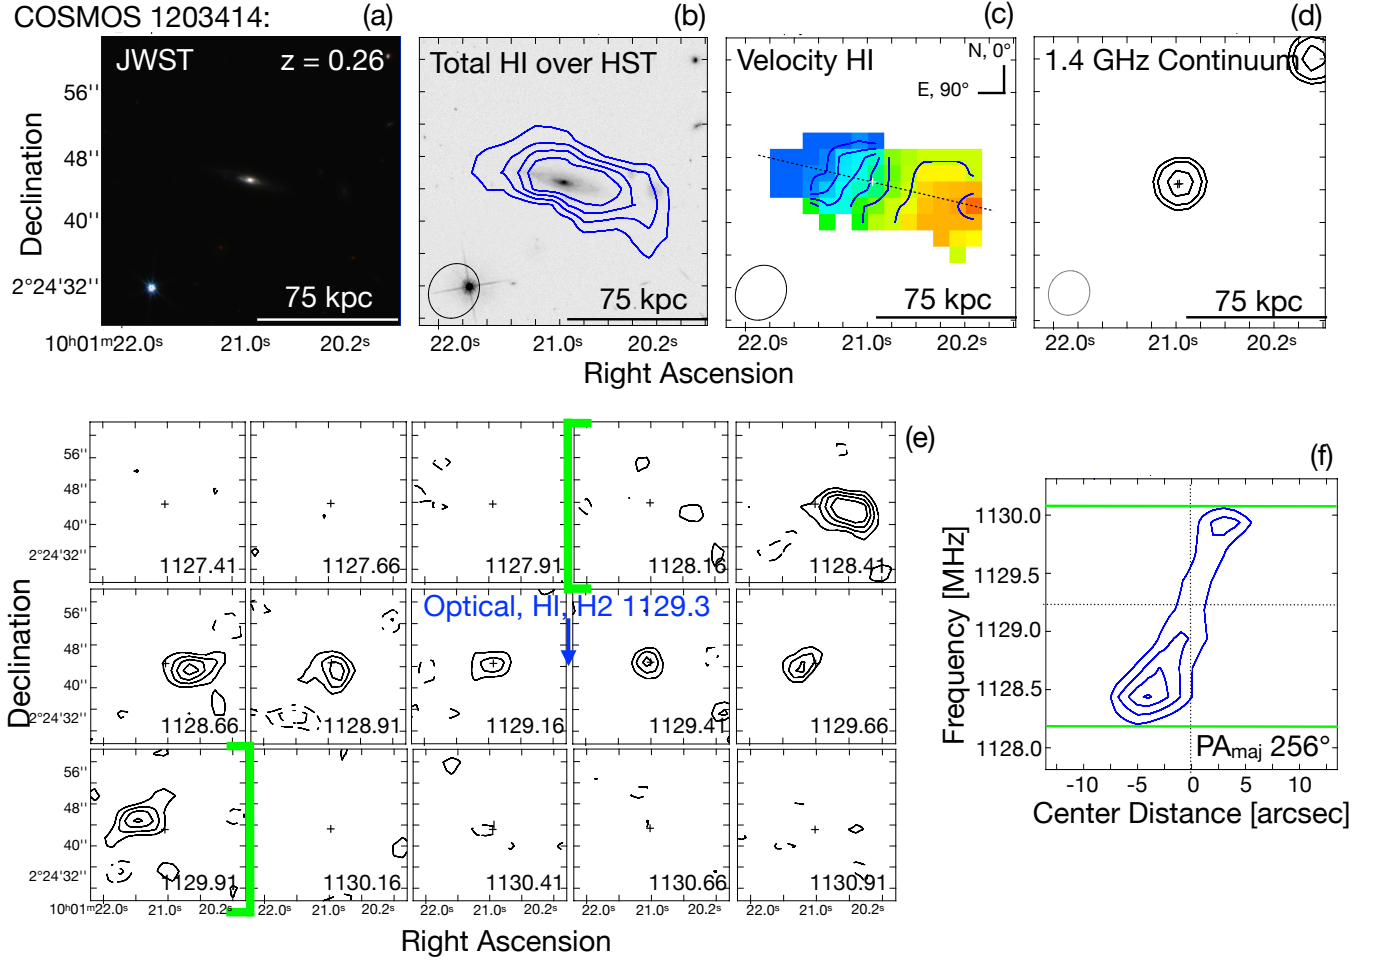 COSMOS 1203414:
(a)
(b)
(c)
(d)
JWST z = 0.26
Total HI over HST
Velocity HI
N, 0°
E, 90°
1.4 GHz Continuum
Declination
56''
48''
40''
2°24'32''
75 kpc
75 kpc
75 kpc
75 kpc
10ʰ01ᵐ22.0ˢ 21.0ˢ 20.2ˢ
22.0ˢ 21.0ˢ 20.2ˢ
22.0ˢ 21.0ˢ 20.2ˢ
22.0ˢ 21.0ˢ 20.2ˢ
Right Ascension
(e)
Declination
56''
48''
40''
2°24'32''
1127.41
1127.66
1127.91
1128.16
1128.41
Optical, HI, H2 1129.3
56''
48''
40''
2°24'32''
1128.66
1128.91
1129.16
1129.41
1129.66
56''
48''
40''
2°24'32''
1129.91
1130.16
1130.41
1130.66
1130.91
10ʰ01ᵐ22.0ˢ 21.0ˢ 20.2ˢ
22.0ˢ 21.0ˢ 20.2ˢ
22.0ˢ 21.0ˢ 20.2ˢ
22.0ˢ 21.0ˢ 20.2ˢ
22.0ˢ 21.0ˢ 20.2ˢ
Right Ascension
(f)
Frequency [MHz]
1130.0
1129.5
1129.0
1128.5
1128.0
PAmaj 256°
-10 -5 0 5 10
Center Distance [arcsec]